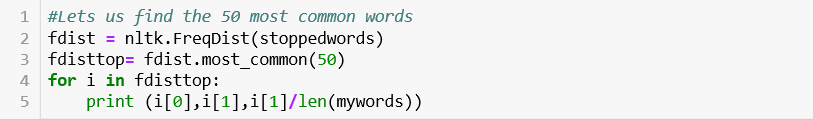 1 #Lets us find the 50 most common words
2 fdist = nltk.FreqDist(stoppedwords)
3 fdisttop= fdist.most_common(50)
4 for i in fdisttop:
5     print (i[0],i[1],i[1]/len(mywords))